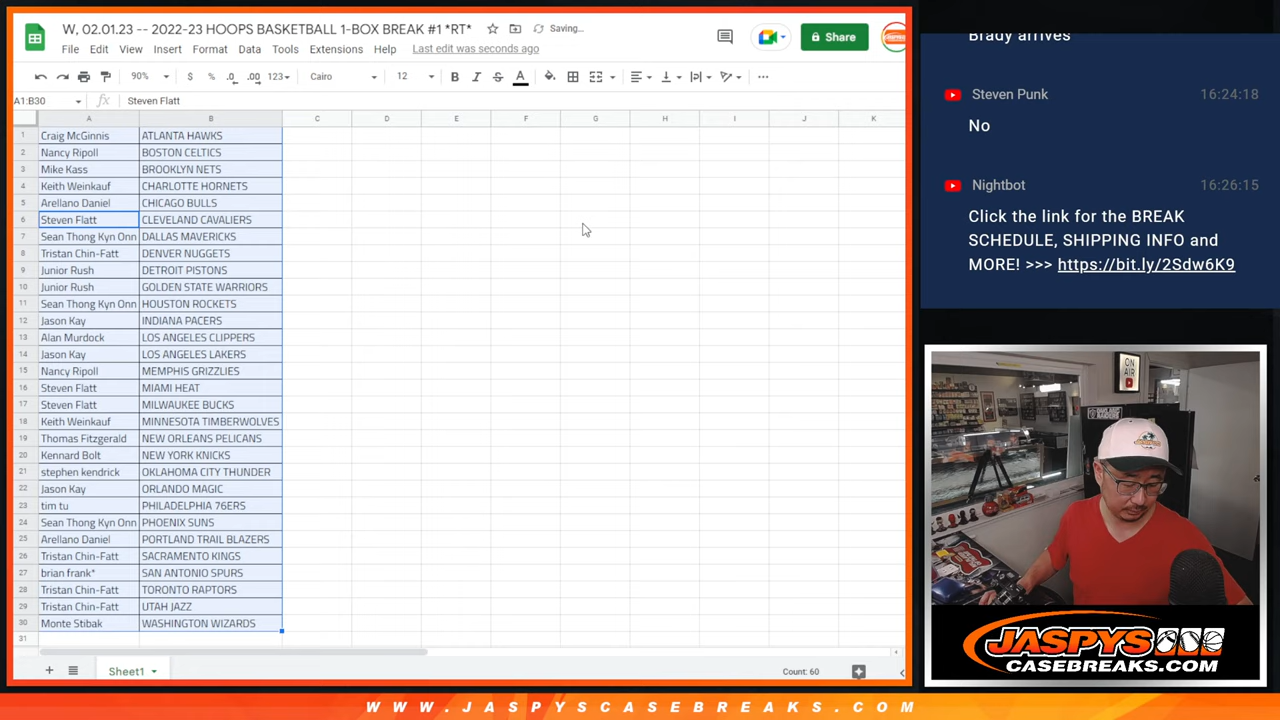 W, 02.01.23 -- 2022-23 HOOPS BASKETBALL 1-BOX BREAK #1 *RT*
Saving...
File Edit View Insert Format Data Tools Extensions Help Last edit was seconds ago
Share
90% $ % .0 .00 123 Cairo 12 B I S A
A1:B30 fx Steven Flatt
A B C D E F G H I J K
1 Craig McGinnis ATLANTA HAWKS
2 Nancy Ripoll BOSTON CELTICS
3 Mike Kass BROOKLYN NETS
4 Keith Weinkauf CHARLOTTE HORNETS
5 Arellano Daniel CHICAGO BULLS
6 Steven Flatt CLEVELAND CAVALIERS
7 Sean Thong Kyn Onn DALLAS MAVERICKS
8 Tristan Chin-Fatt DENVER NUGGETS
9 Junior Rush DETROIT PISTONS
10 Junior Rush GOLDEN STATE WARRIORS
11 Sean Thong Kyn Onn HOUSTON ROCKETS
12 Jason Kay INDIANA PACERS
13 Alan Murdock LOS ANGELES CLIPPERS
14 Jason Kay LOS ANGELES LAKERS
15 Nancy Ripoll MEMPHIS GRIZZLIES
16 Steven Flatt MIAMI HEAT
17 Steven Flatt MILWAUKEE BUCKS
18 Keith Weinkauf MINNESOTA TIMBERWOLVES
19 Thomas Fitzgerald NEW ORLEANS PELICANS
20 Kennard Bolt NEW YORK KNICKS
21 stephen kendrick OKLAHOMA CITY THUNDER
22 Jason Kay ORLANDO MAGIC
23 tim tu PHILADELPHIA 76ERS
24 Sean Thong Kyn Onn PHOENIX SUNS
25 Arellano Daniel PORTLAND TRAIL BLAZERS
26 Tristan Chin-Fatt SACRAMENTO KINGS
27 brian frank* SAN ANTONIO SPURS
28 Tristan Chin-Fatt TORONTO RAPTORS
29 Tristan Chin-Fatt UTAH JAZZ
30 Monte Stibak WASHINGTON WIZARDS
31
Sheet1
Count: 60
Brady arrives
Steven Punk 16:24:18
No
Nightbot 16:26:15
Click the link for the BREAK
SCHEDULE, SHIPPING INFO and
MORE! >>> https://bit.ly/2Sdw6K9
ON
AIR
JASPYS
CASEBREAKS.COM
WWW.JASPYSCASEBREAKS.COM